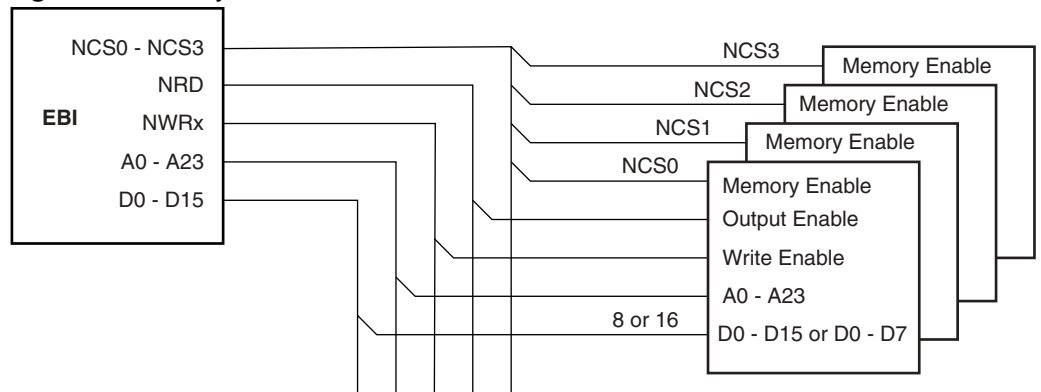 NCS0 - NCS3
NRD
EBI
NWRx
A0 - A23
D0 - D15
NCS3
Memory Enable
NCS2
Memory Enable
NCS1
Memory Enable
NCS0
Memory Enable
Output Enable
Write Enable
A0 - A23
8 or 16
D0 - D15 or D0 - D7